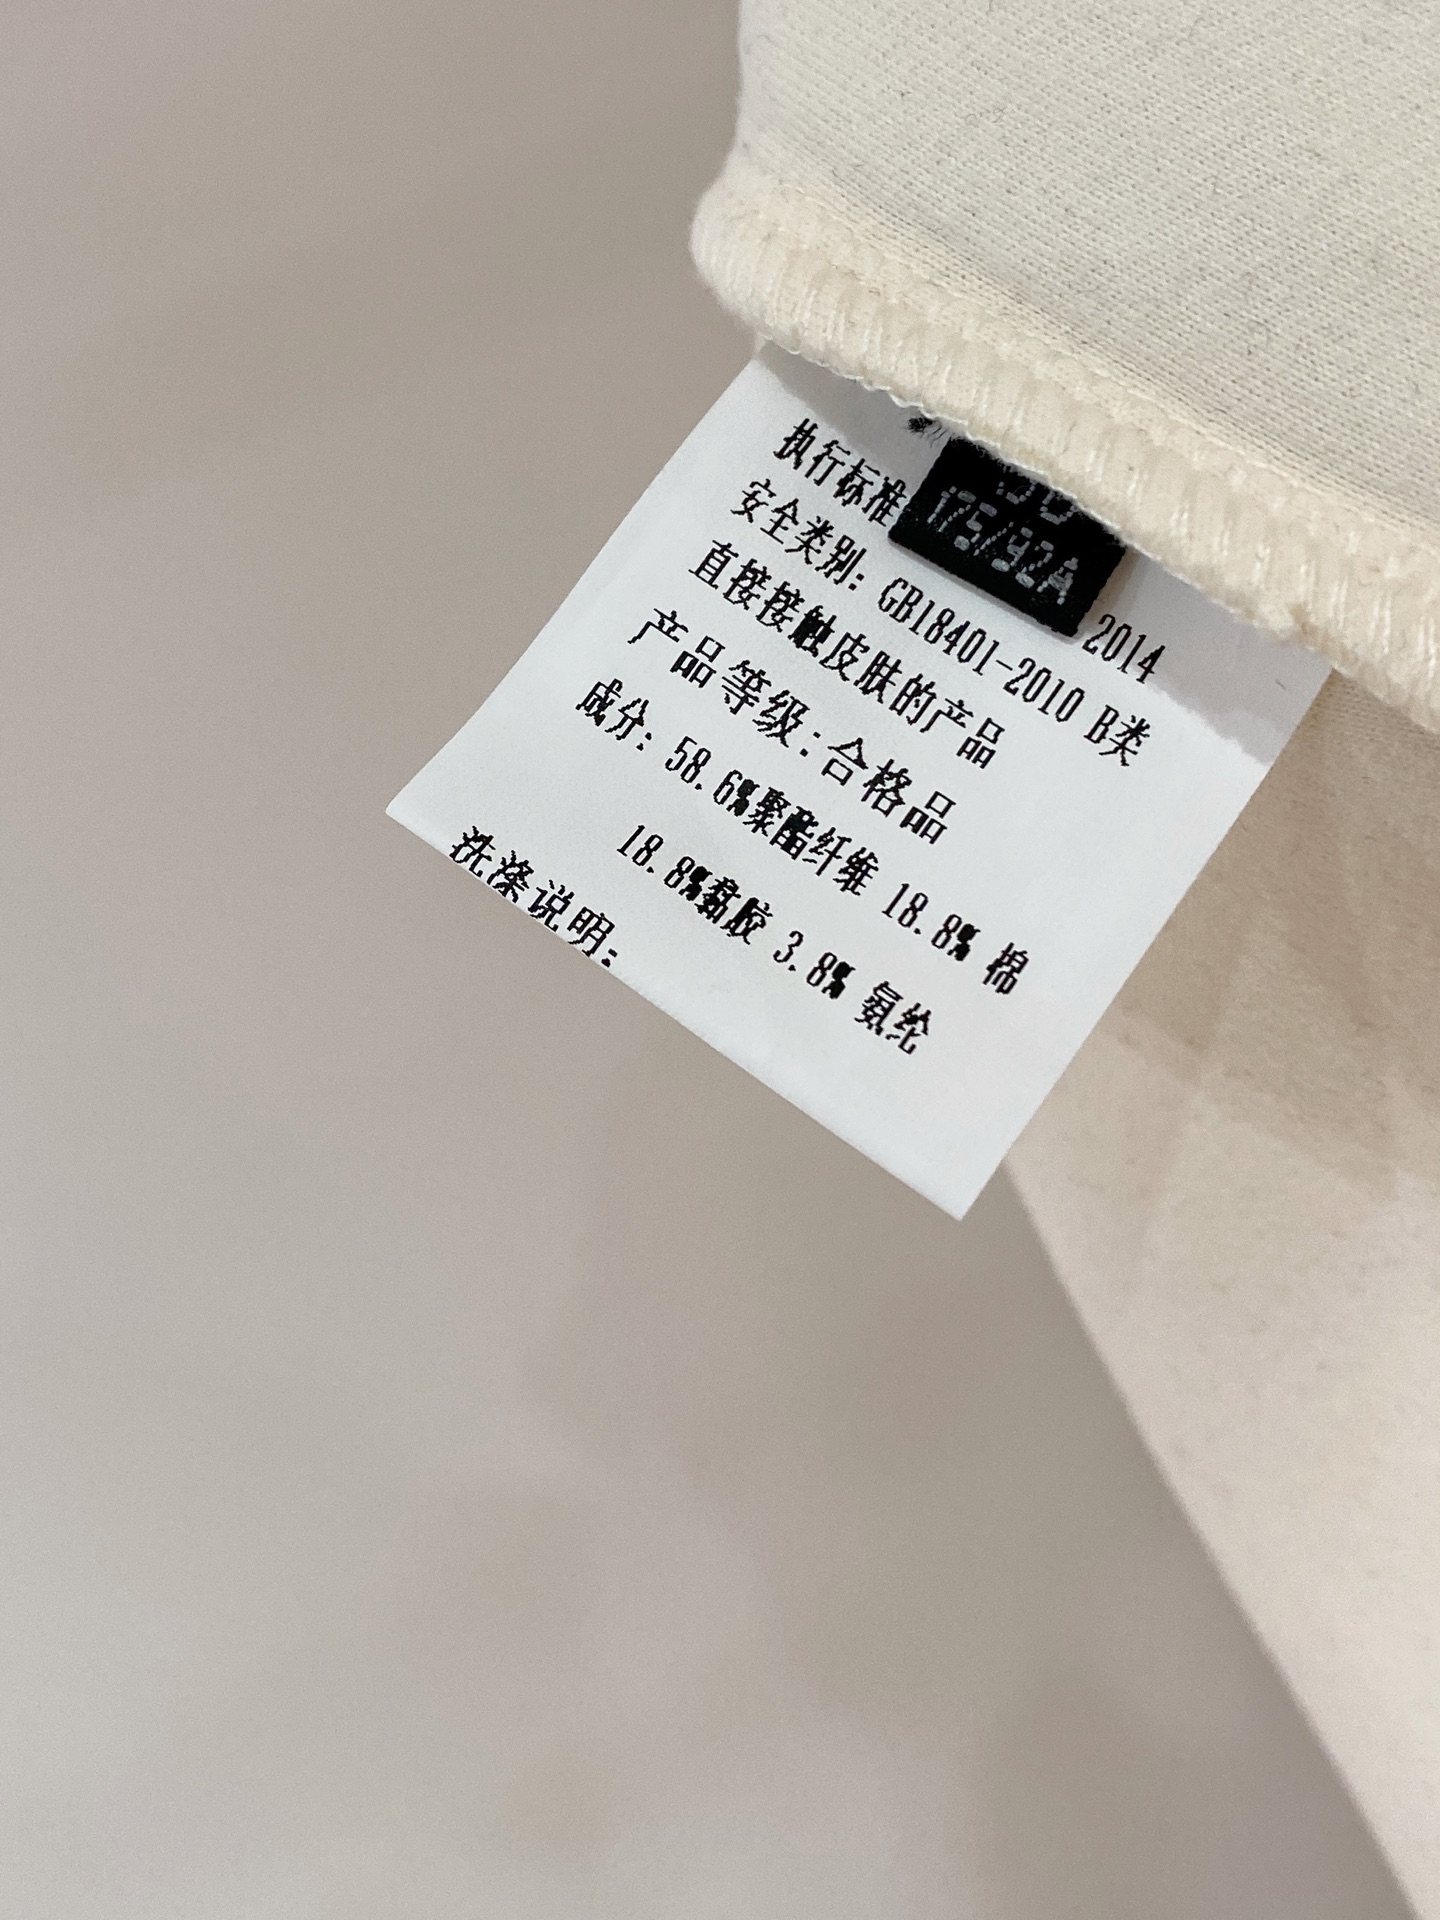 执行标准
2014
175/92A
安全类别: GB18401-2010 B类
直接接触皮肤的产品
产品等级: 合格品
成分: 58.6%聚酯纤维 18.8% 棉
18.8%黏胶 3.8% 氨纶
洗涤说明: